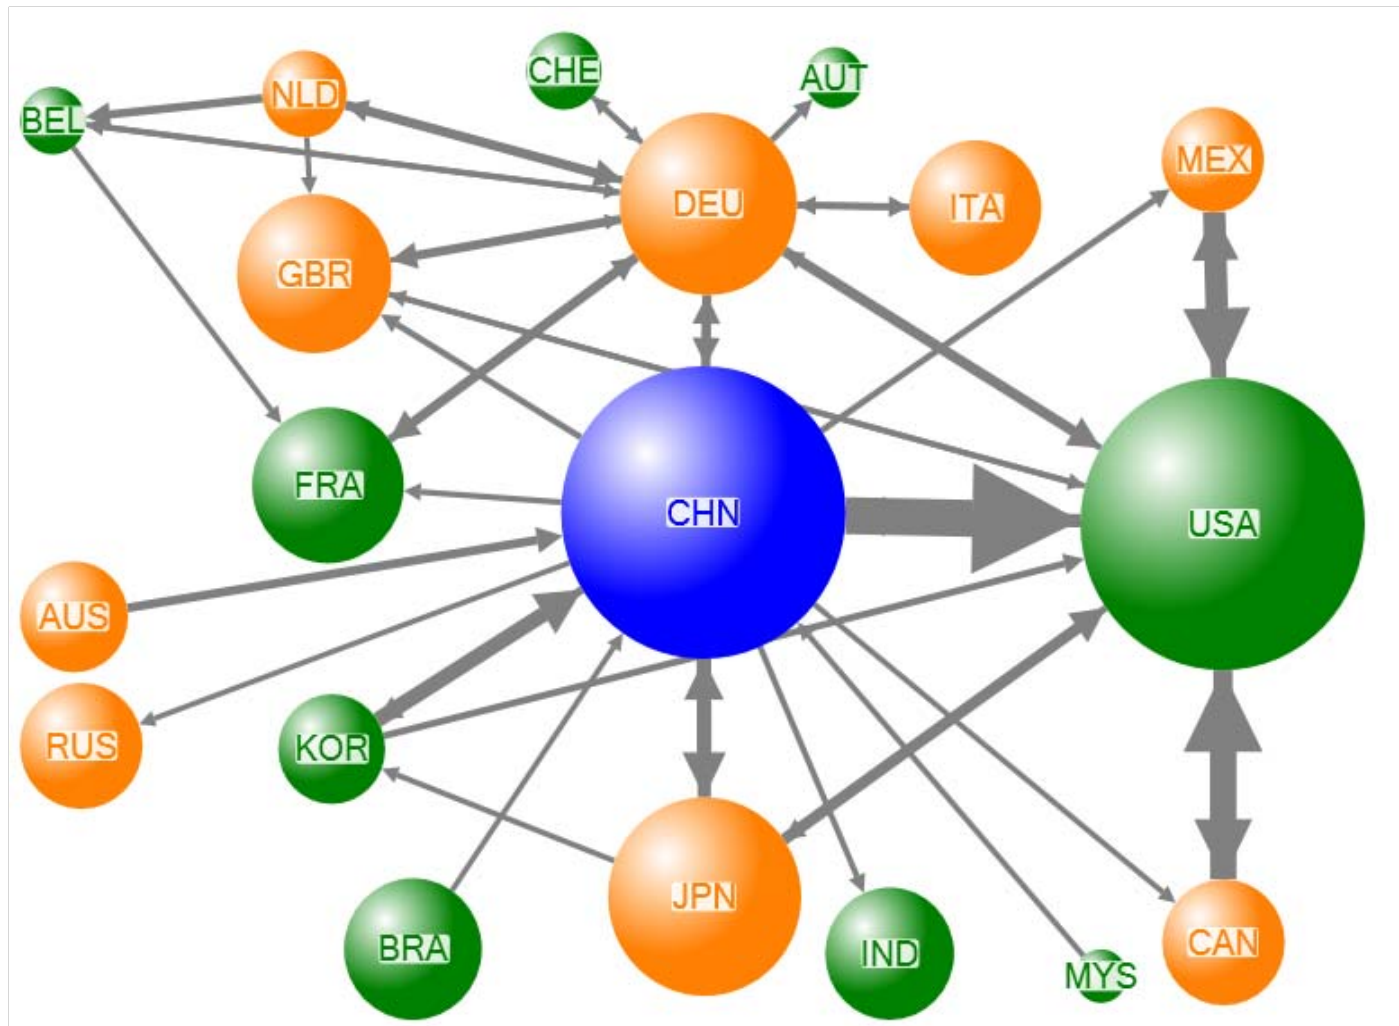 CHE
AUT
NLD
BEL
MEX
DEU
ITA
GBR
FRA
CHN
USA
AUS
RUS
KOR
JPN
BRA
IND
CAN
MYS